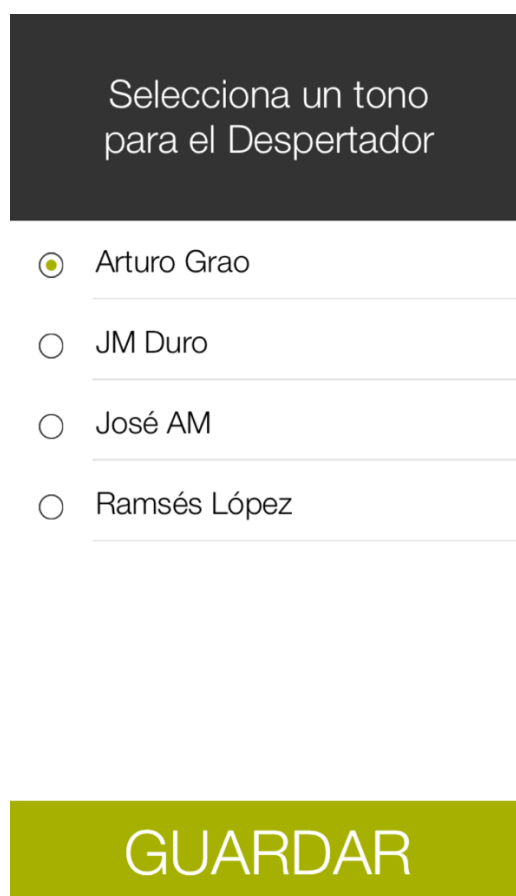 Selecciona un tono
para el Despertador
Arturo Grao
JM Duro
José AM
Ramsés López
GUARDAR